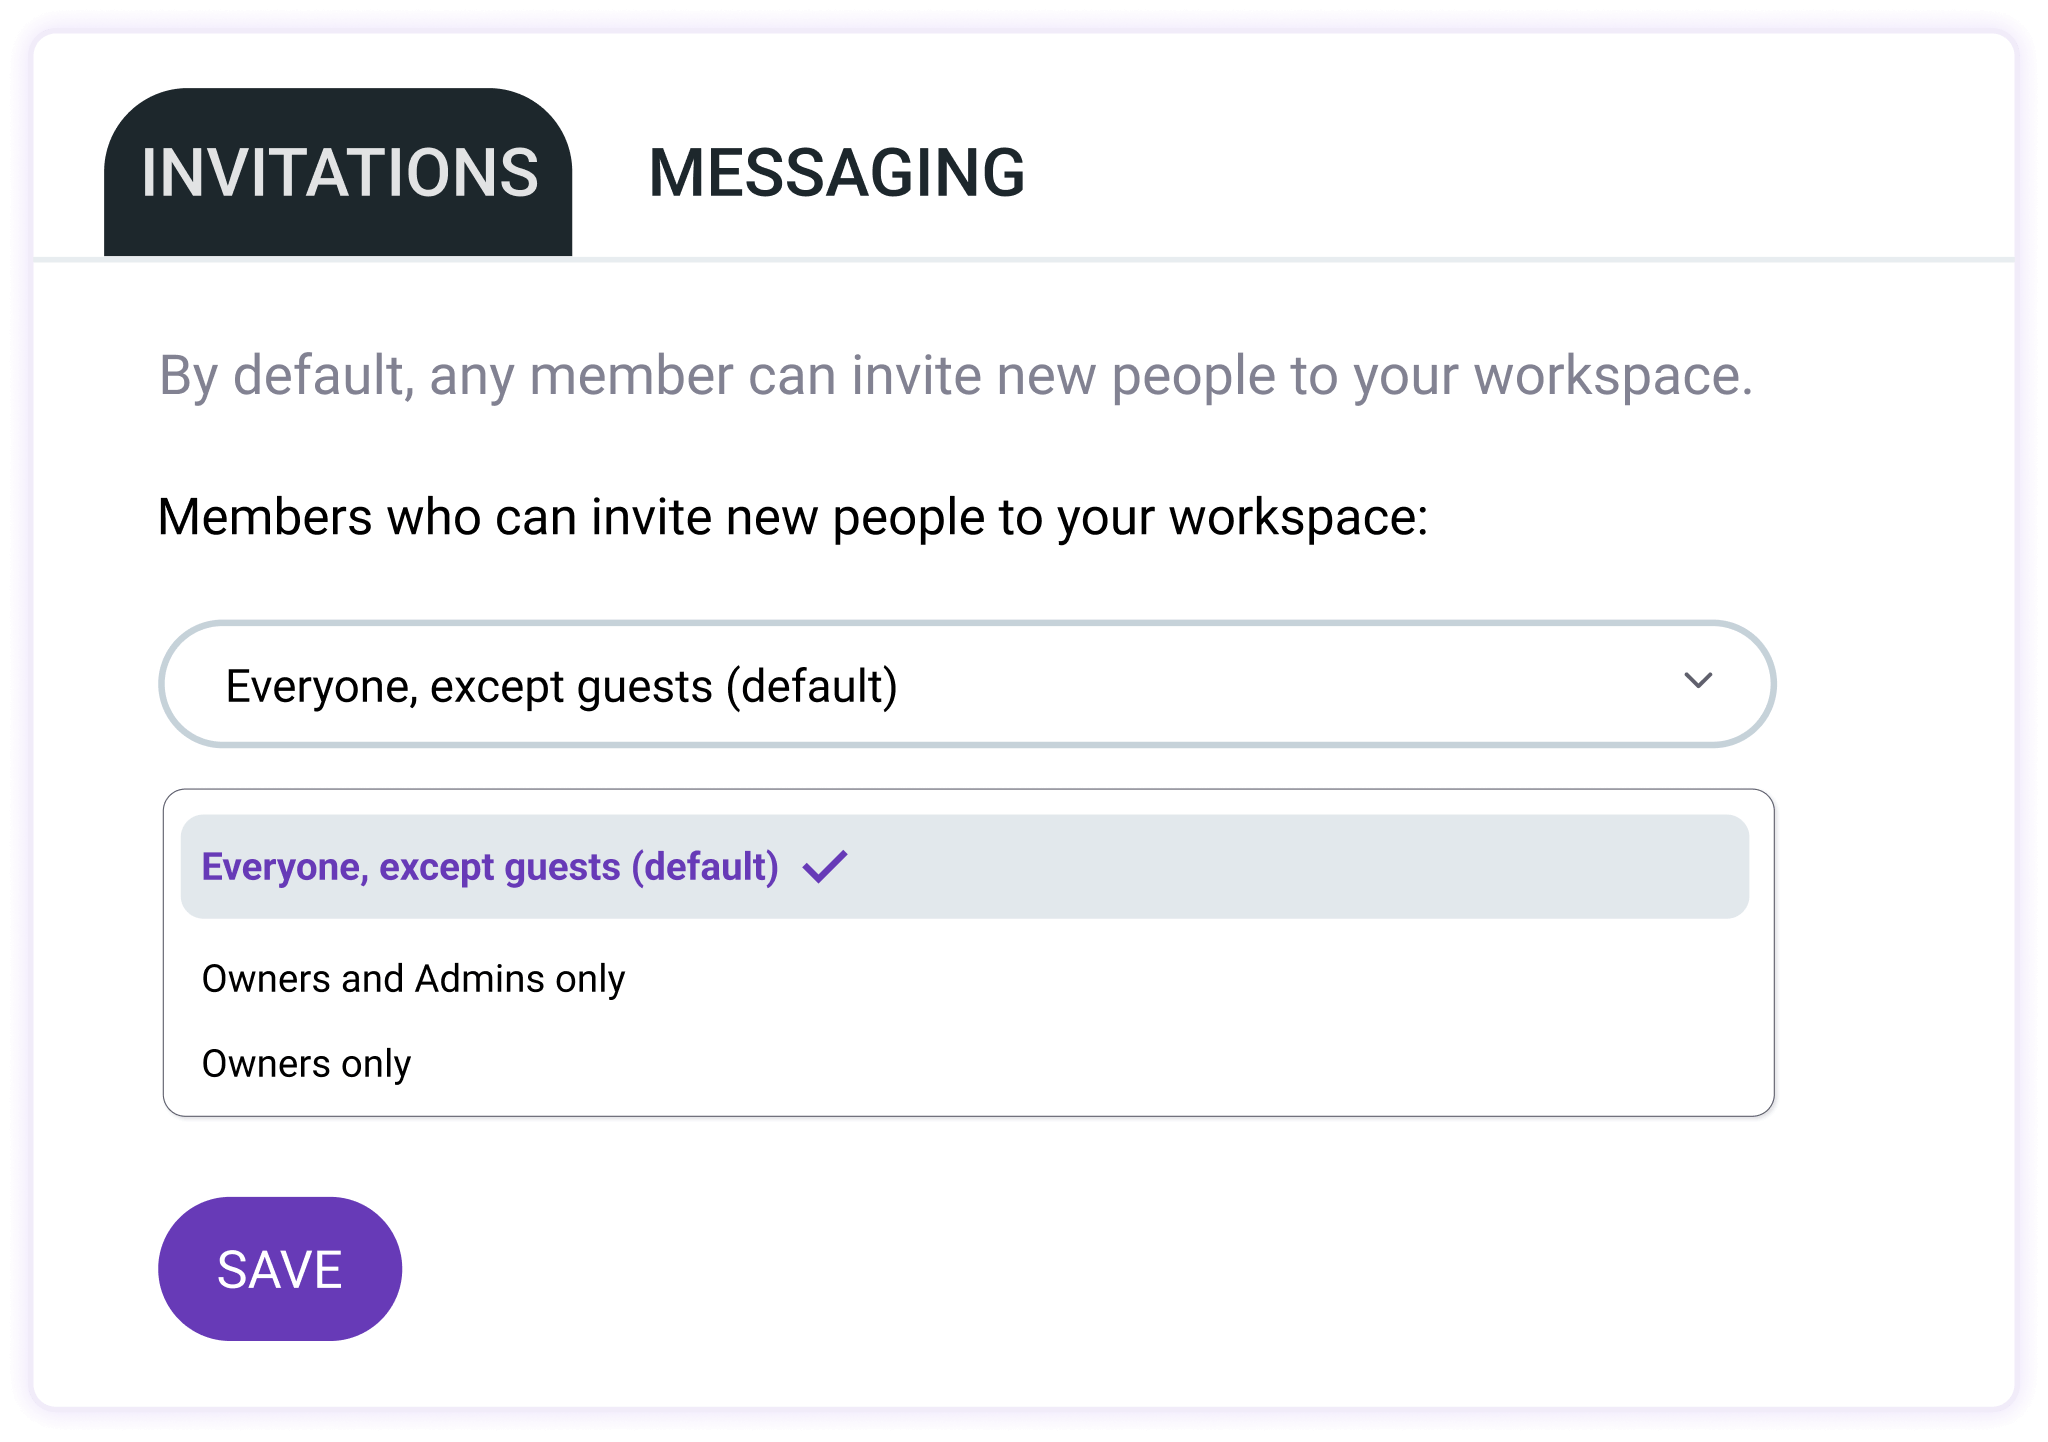 INVITATIONS
MESSAGING
By default, any member can invite new people to your workspace.
Members who can invite new people to your workspace:
Everyone, except guests (default)
Everyone, except guests (default)
Owners and Admins only
Owners only
SAVE